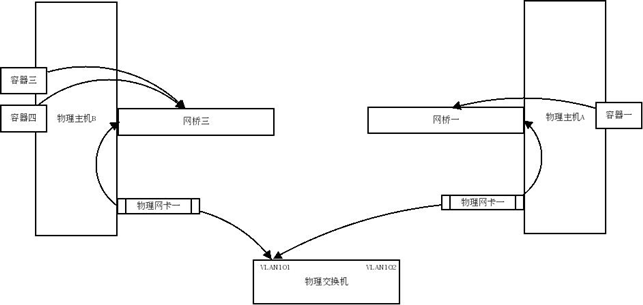 容器三
容器四
物理主机B
网桥三
网桥一
物理主机A
容器一
物理网卡一
物理网卡一
VLAN101
VLAN102
物理交换机